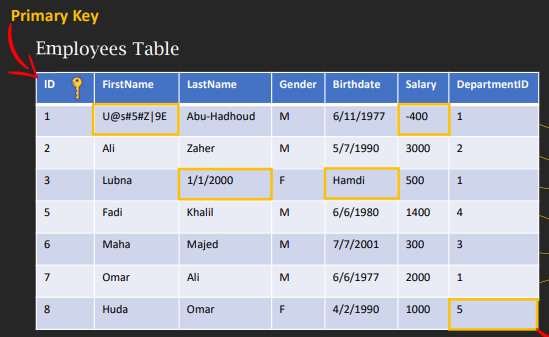 Primary Key
Employees Table
ID FirstName LastName Gender Birthdate Salary DepartmentID
1 U@s#5#Z|9E Abu-Hadhoud M 6/11/1977 -400 1
2 Ali Zaher M 5/7/1990 3000 2
3 Lubna 1/1/2000 F Hamdi 500 1
5 Fadi Khalil M 6/6/1980 1400 4
6 Maha Majed M 7/7/2001 300 3
7 Omar Ali M 6/6/1977 2000 1
8 Huda Omar F 4/2/1990 1000 5